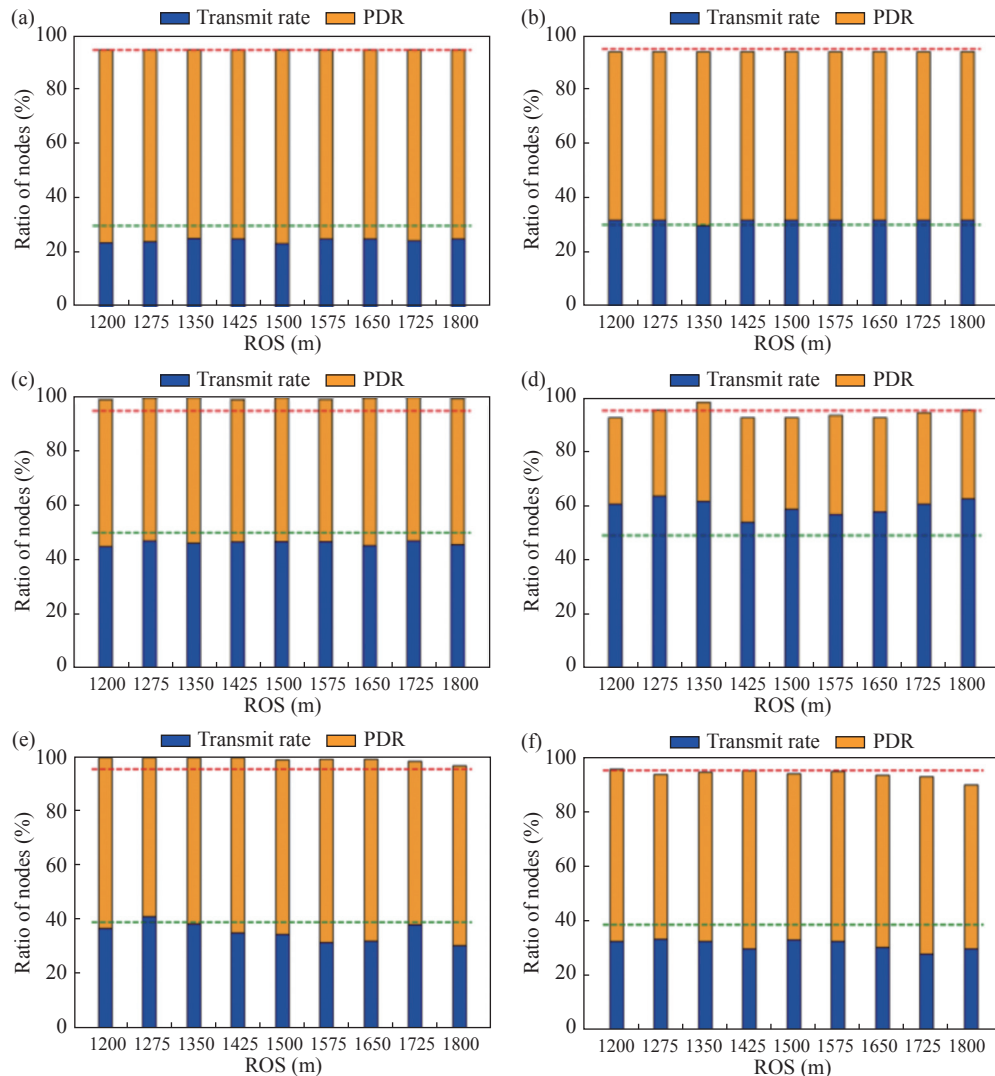 (a) Transmit rate PDR
100
80
60
40
20
0
Ratio of nodes (%)
1200 1275 1350 1425 1500 1575 1650 1725 1800
ROS (m)
(b) Transmit rate PDR
100
80
60
40
20
0
Ratio of nodes (%)
1200 1275 1350 1425 1500 1575 1650 1725 1800
ROS (m)
(c) Transmit rate PDR
100
80
60
40
20
0
Ratio of nodes (%)
1200 1275 1350 1425 1500 1575 1650 1725 1800
ROS (m)
(d) Transmit rate PDR
100
80
60
40
20
0
Ratio of nodes (%)
1200 1275 1350 1425 1500 1575 1650 1725 1800
ROS (m)
(e) Transmit rate PDR
100
80
60
40
20
0
Ratio of nodes (%)
1200 1275 1350 1425 1500 1575 1650 1725 1800
ROS (m)
(f) Transmit rate PDR
100
80
60
40
20
0
Ratio of nodes (%)
1200 1275 1350 1425 1500 1575 1650 1725 1800
ROS (m)